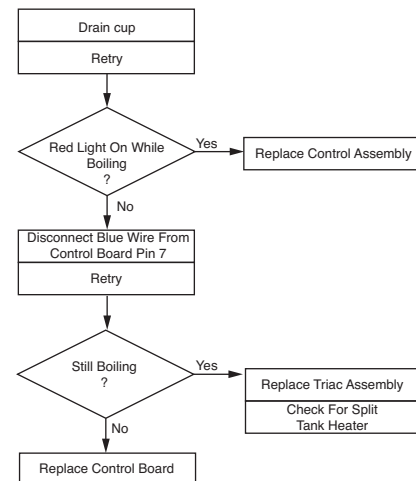 Drain cup
Retry
Red Light On While
Boiling
?
Yes
Replace Control Assembly
No
Disconnect Blue Wire From
Control Board Pin 7
Retry
Still Boiling
?
Yes
Replace Triac Assembly
Check For Split
Tank Heater
No
Replace Control Board